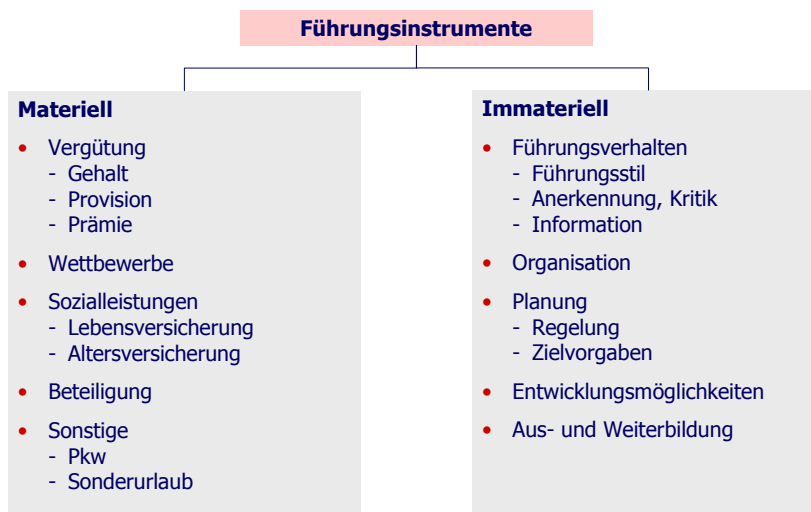 Führungsinstrumente
Materiell
• Vergütung
- Gehalt
- Provision
- Prämie
• Wettbewerbe
• Sozialleistungen
- Lebensversicherung
- Altersversicherung
• Beteiligung
• Sonstige
- Pkw
- Sonderurlaub
Immateriell
• Führungsverhalten
- Führungsstil
- Anerkennung, Kritik
- Information
• Organisation
• Planung
- Regelung
- Zielvorgaben
• Entwicklungsmöglichkeiten
• Aus- und Weiterbildung